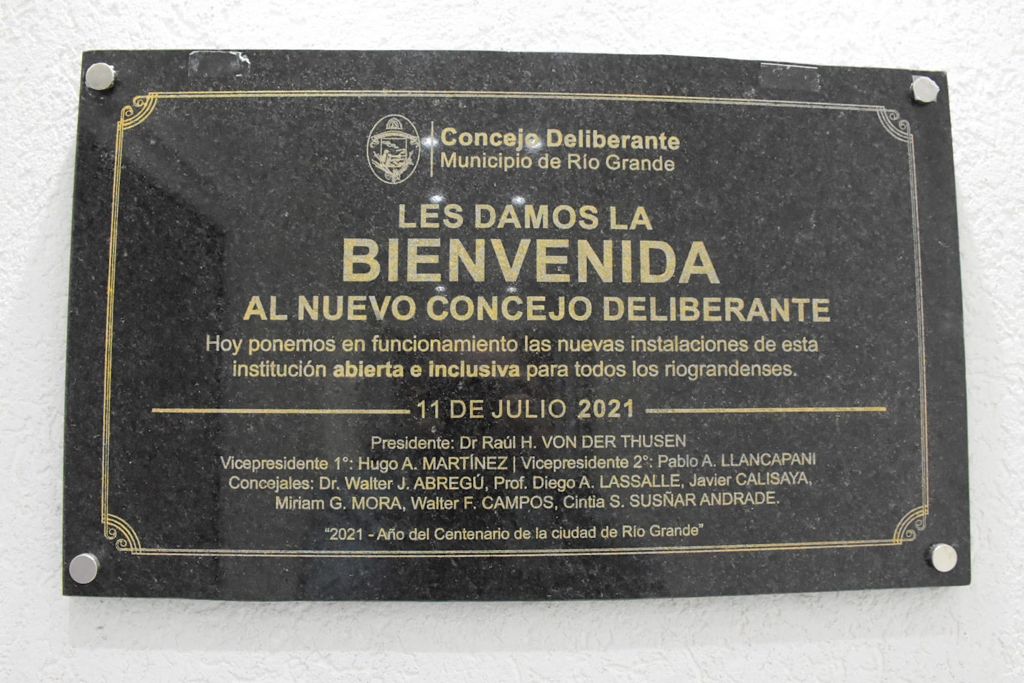 Concejo Deliberante
Municipio de Río Grande
LES DAMOS LA
BIENVENIDA
AL NUEVO CONCEJO DELIBERANTE
Hoy ponemos en funcionamiento las nuevas instalaciones de esta
institución abierta e inclusiva para todos los riograndenses.
11 DE JULIO 2021
Presidente: Dr Raúl H. VON DER THUSEN
Vicepresidente 1°: Hugo A. MARTÍNEZ | Vicepresidente 2°: Pablo A. LLANCAPANI
Concejales: Dr. Walter J. ABREGÚ, Prof. Diego A. LASSALLE, Javier CALISAYA,
Miriam G. MORA, Walter F. CAMPOS, Cintia S. SUSÑAR ANDRADE.
“2021 - Año del Centenario de la ciudad de Río Grande”